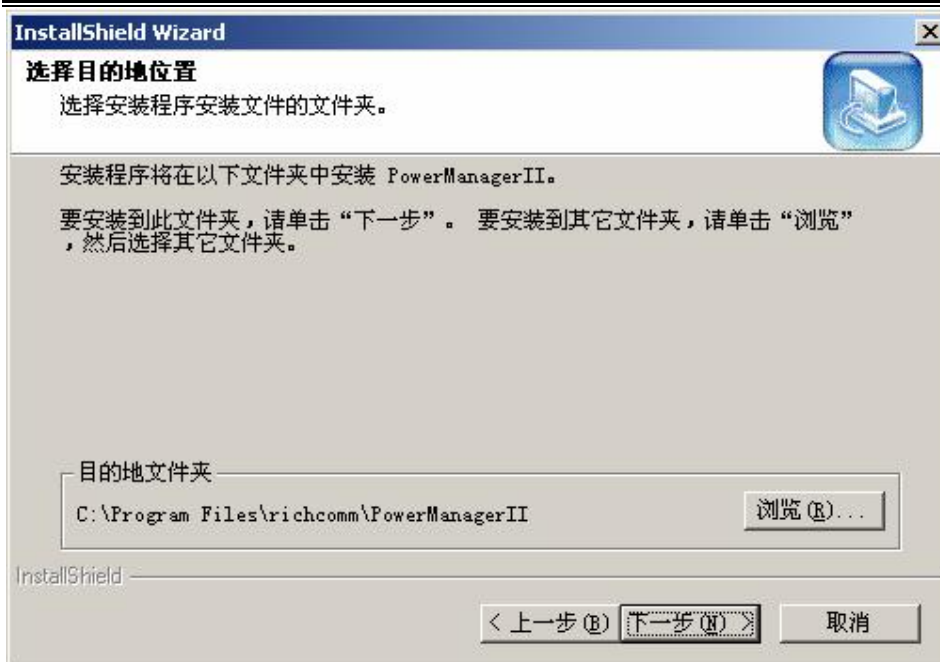 InstallShield Wizard
选择目的地位置
选择安装程序安装文件的文件夹。
安装程序将在以下文件夹中安装 PowerManagerII。
要安装到此文件夹,请单击“下一步”。 要安装到其它文件夹,请单击“浏览”
,然后选择其它文件夹。
目的地文件夹
C:\Program Files\richcomm\PowerManagerII
浏览(R)...
InstallShield
< 上一步(B) 下一步(N) > 取消